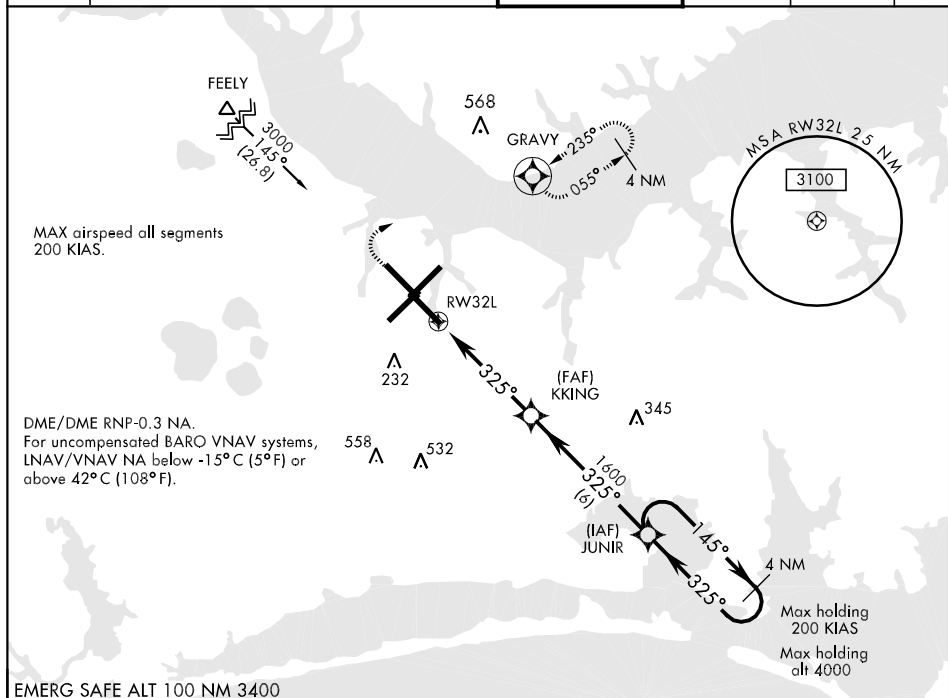 FEELY
3000
145°
(26.8)
568
GRAVY
235°
055°
4 NM
MSA RW32L 25 NM
3100
MAX airspeed all segments
200 KIAS.
RW32L
232
325°
(FAF)
KKING
345
DME/DME RNP-0.3 NA.
For uncompensated BARO VNAV systems,
LNAV/VNAV NA below -15°C (5°F) or
above 42°C (108°F).
558
532
1600
325°
(6)
(IAF)
JUNIR
145°
325°
4 NM
Max holding
200 KIAS
Max holding
alt 4000
EMERG SAFE ALT 100 NM 3400